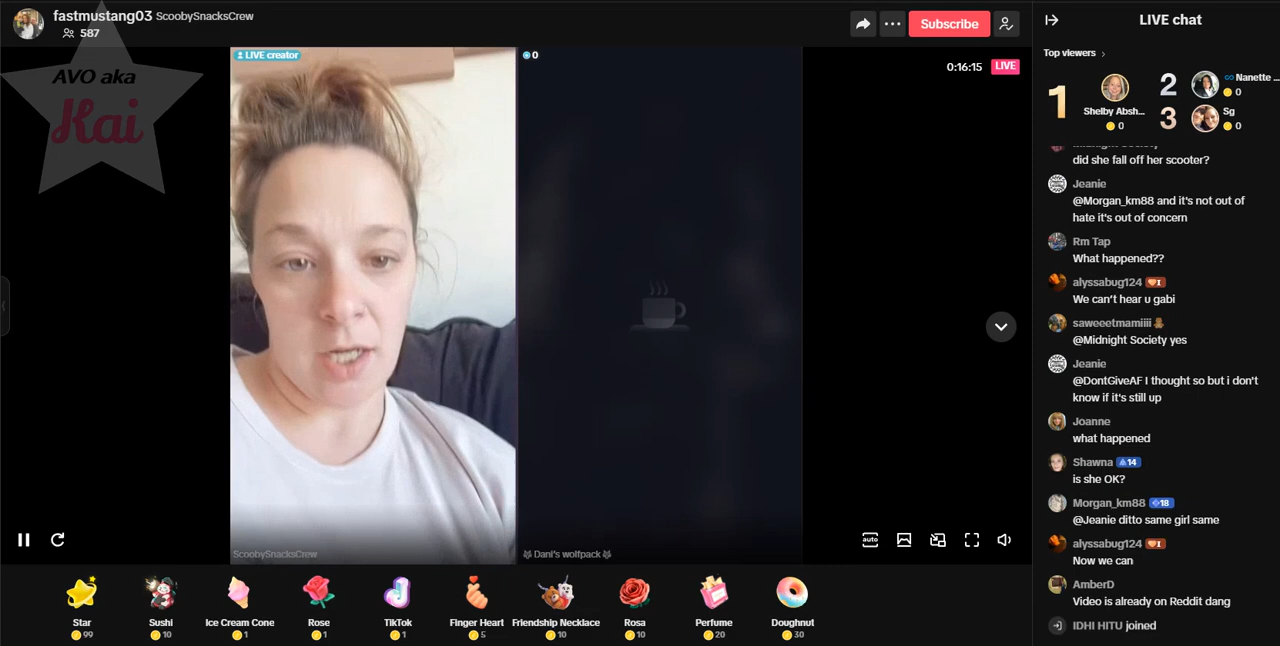 fastmustang03 ScoobySnacksCrew
587
Subscribe
LIVE chat
AVO aka
Kai
LIVE creator
0
0:16:15 LIVE
Top viewers
1
Shelby Absh...
0
2
Nanette ...
0
3
Sg
0
did she fall off her scooter?
Jeanie
@Morgan_km88 and it's not out of
hate it's out of concern
Rm Tap
What happened??
alyssabug124 I
We can't hear u gabi
saweeetmamiiii
@Midnight Society yes
Jeanie
@DontGiveAF I thought so but i don't
know if it's still up
Joanne
what happened
Shawna 14
is she OK?
Morgan_km88 18
@Jeanie ditto same girl same
alyssabug124 I
Now we can
AmberD
Video is already on Reddit dang
IDHI HITU joined
ScoobySnacksCrew
Dani's wolfpack
auto
Star
99
Sushi
10
Ice Cream Cone
1
Rose
1
TikTok
1
Finger Heart
5
Friendship Necklace
10
Rosa
10
Perfume
20
Doughnut
30